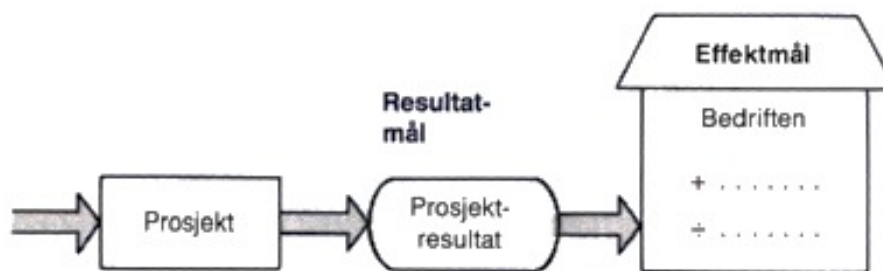 Effektmål
Resultat-
mål
Bedriften
+ . . . . . . .
÷ . . . . . . .
Prosjekt
Prosjekt-
resultat